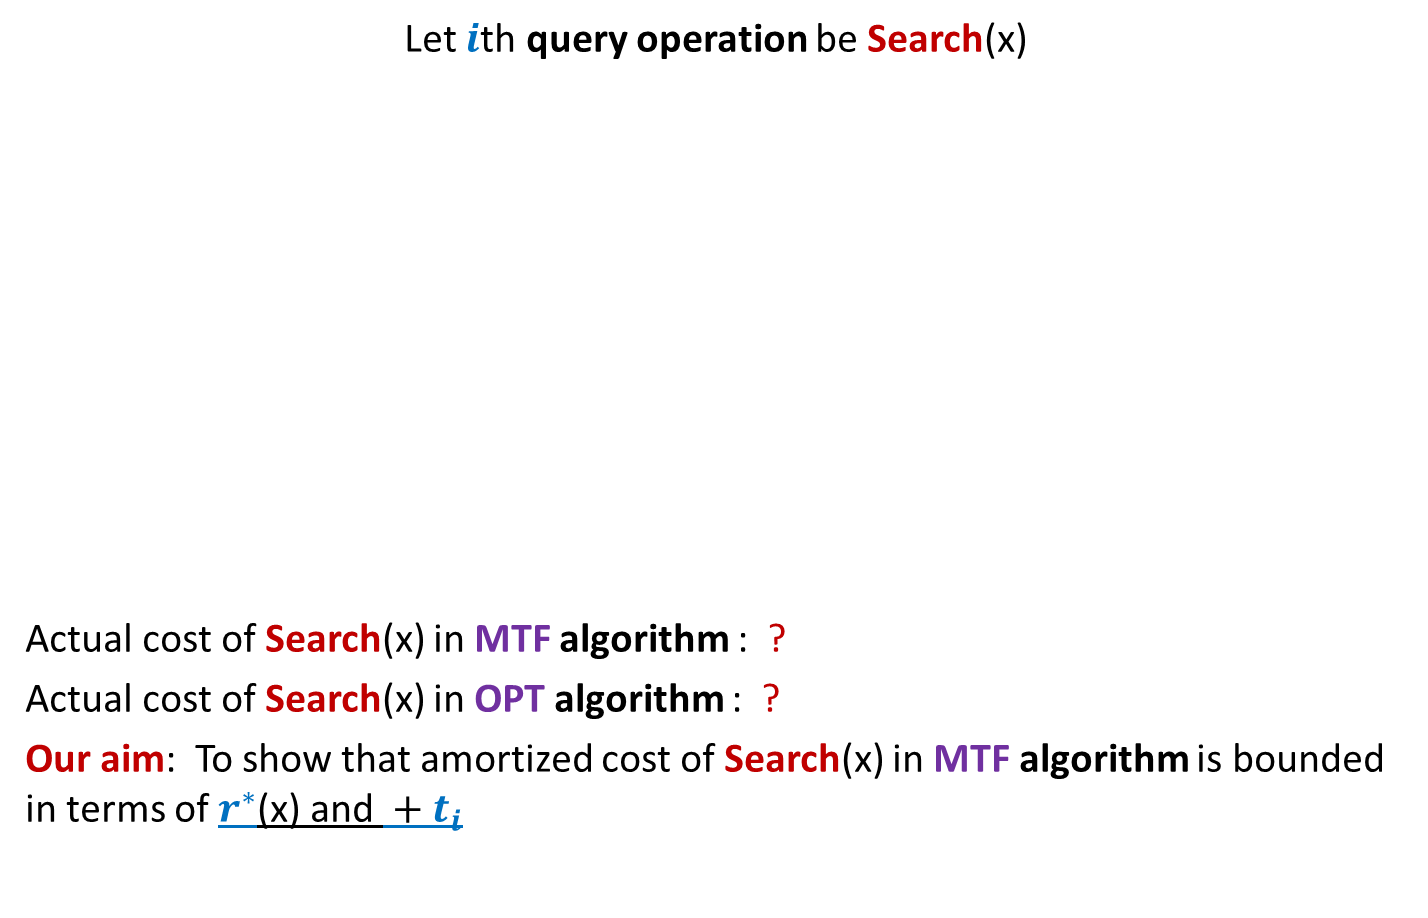 Let ith query operation be Search(x)
Actual cost of Search(x) in MTF algorithm : ?
Actual cost of Search(x) in OPT algorithm : ?
Our aim: To show that amortized cost of Search(x) in MTF algorithm is bounded
in terms of r*(x) and + tᵢ